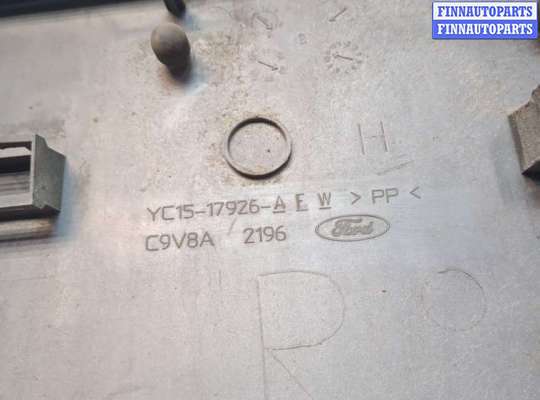 FINNAUTOPARTS
FINNAUTOPARTS
H
YC15-17926-A E W > PP <
C9V8A / 2196 Ford
R